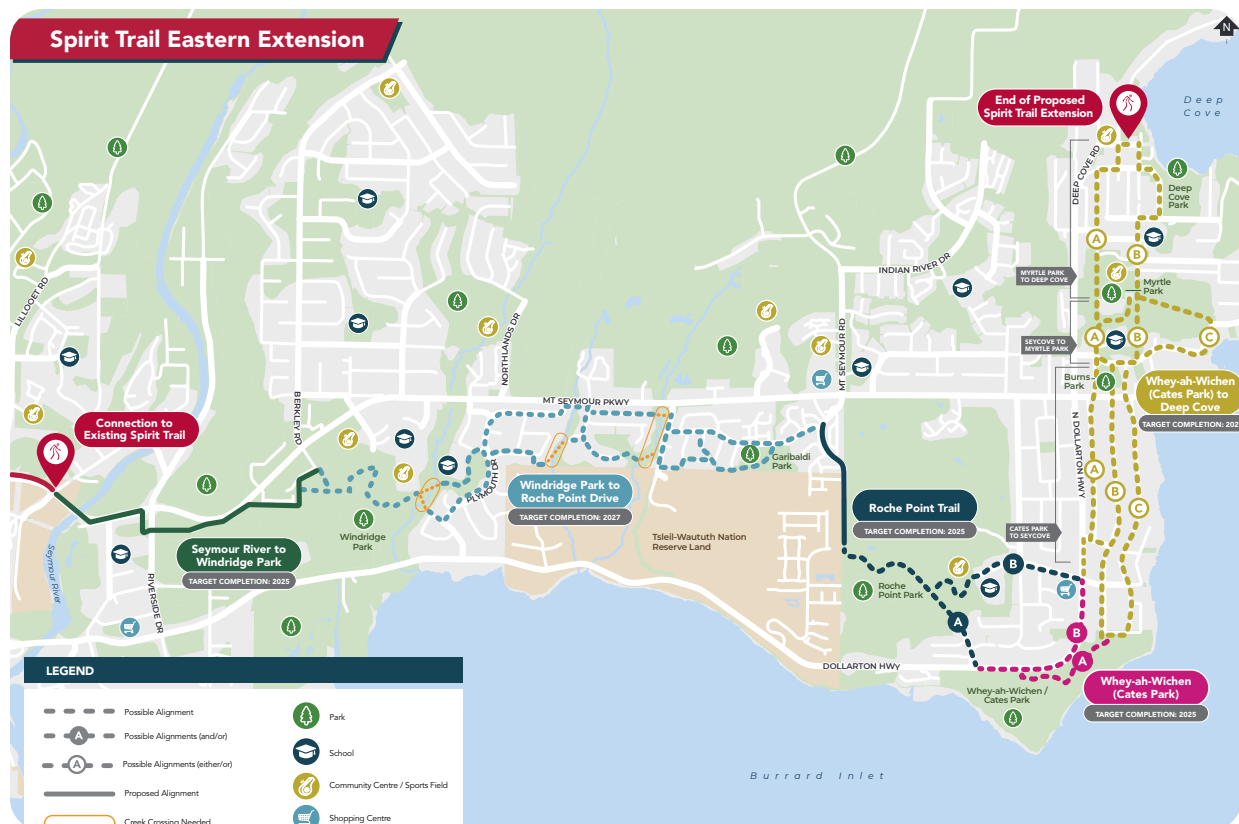 Spirit Trail Eastern Extension
N
Deep
Cove
End of Proposed
Spirit Trail Extension
DEEP COVE RD
Deep
Cove
Park
A
B
INDIAN RIVER DR
MYRTLE PARK
TO DEEP COVE
Myrtle
Park
LILLOOET RD
NORTHLANDS DR
MT SEYMOUR RD
SEYCOVE TO
MYRTLE PARK
A
B
C
Burns
Park
Whey-ah-Wichen
(Cates Park) to
Deep Cove
BERKLEY RD
MT SEYMOUR PKWY
Connection to
Existing Spirit Trail
N DOLLARTON HWY
Garibaldi
Park
PLYMOUTH DR
A
B
C
Windridge Park to
Roche Point Drive
TARGET COMPLETION: 2027
Roche Point Trail
TARGET COMPLETION: 2025
CATES PARK
TO SEYCOVE
Windridge
Park
Tsleil-Waututh Nation
Reserve Land
Seymour River to
Windridge Park
TARGET COMPLETION: 2025
Seymour River
RIVERSIDE DR
B
Roche
Point Park
A
B
A
DOLLARTON HWY
Whey-ah-Wichen
(Cates Park)
TARGET COMPLETION: 2025
Whey-ah-Wichen /
Cates Park
Burrard Inlet
LEGEND
Possible Alignment
A
Possible Alignments (and/or)
A
Possible Alignments (either/or)
Proposed Alignment
Creek Crossing Needed
Park
School
Community Centre / Sports Field
Shopping Centre